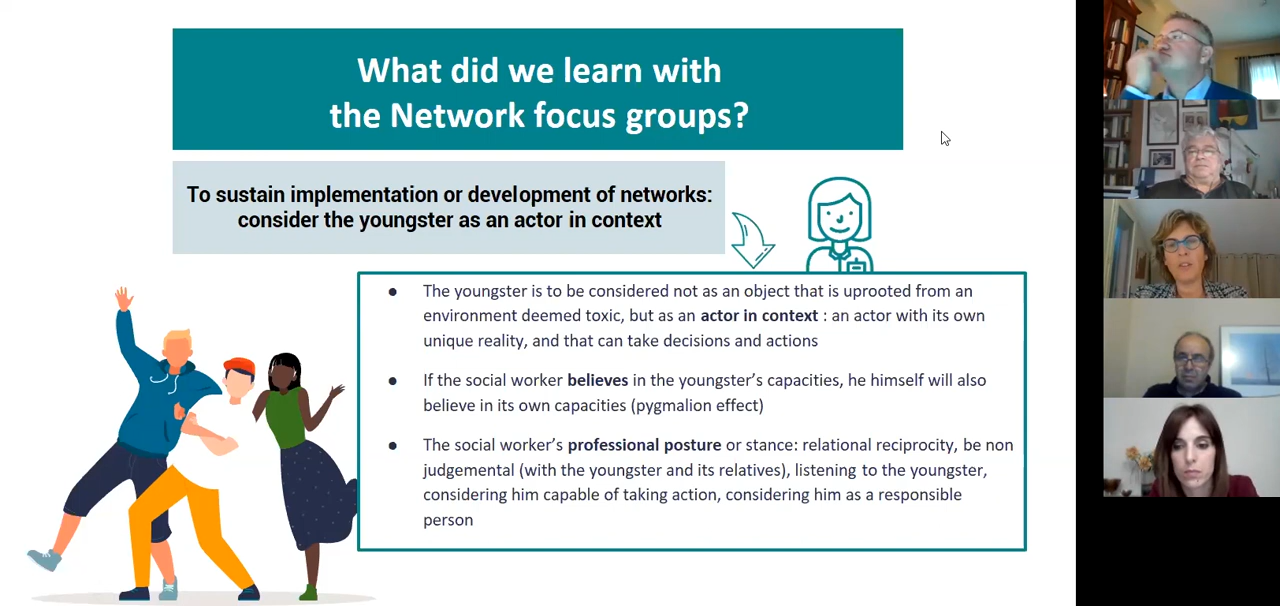 What did we learn with
the Network focus groups?
To sustain implementation or development of networks:
consider the youngster as an actor in context
● The youngster is to be considered not as an object that is uprooted from an
environment deemed toxic, but as an actor in context : an actor with its own
unique reality, and that can take decisions and actions
● If the social worker believes in the youngster's capacities, he himself will also
believe in its own capacities (pygmalion effect)
● The social worker's professional posture or stance: relational reciprocity, be non
judgemental (with the youngster and its relatives), listening to the youngster,
considering him capable of taking action, considering him as a responsible
person